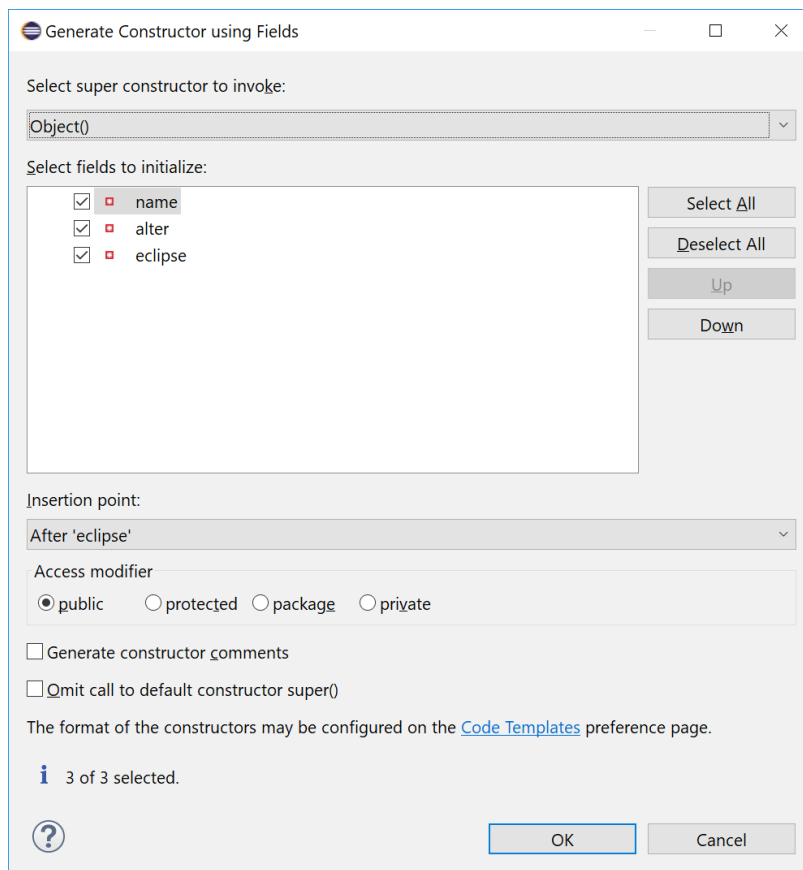 Generate Constructor using Fields
Select super constructor to invoke:
Object()
Select fields to initialize:
name
alter
eclipse
Select All
Deselect All
Up
Down
Insertion point:
After 'eclipse'
Access modifier
public protected package private
Generate constructor comments
Omit call to default constructor super()
The format of the constructors may be configured on the Code Templates preference page.
3 of 3 selected.
OK Cancel